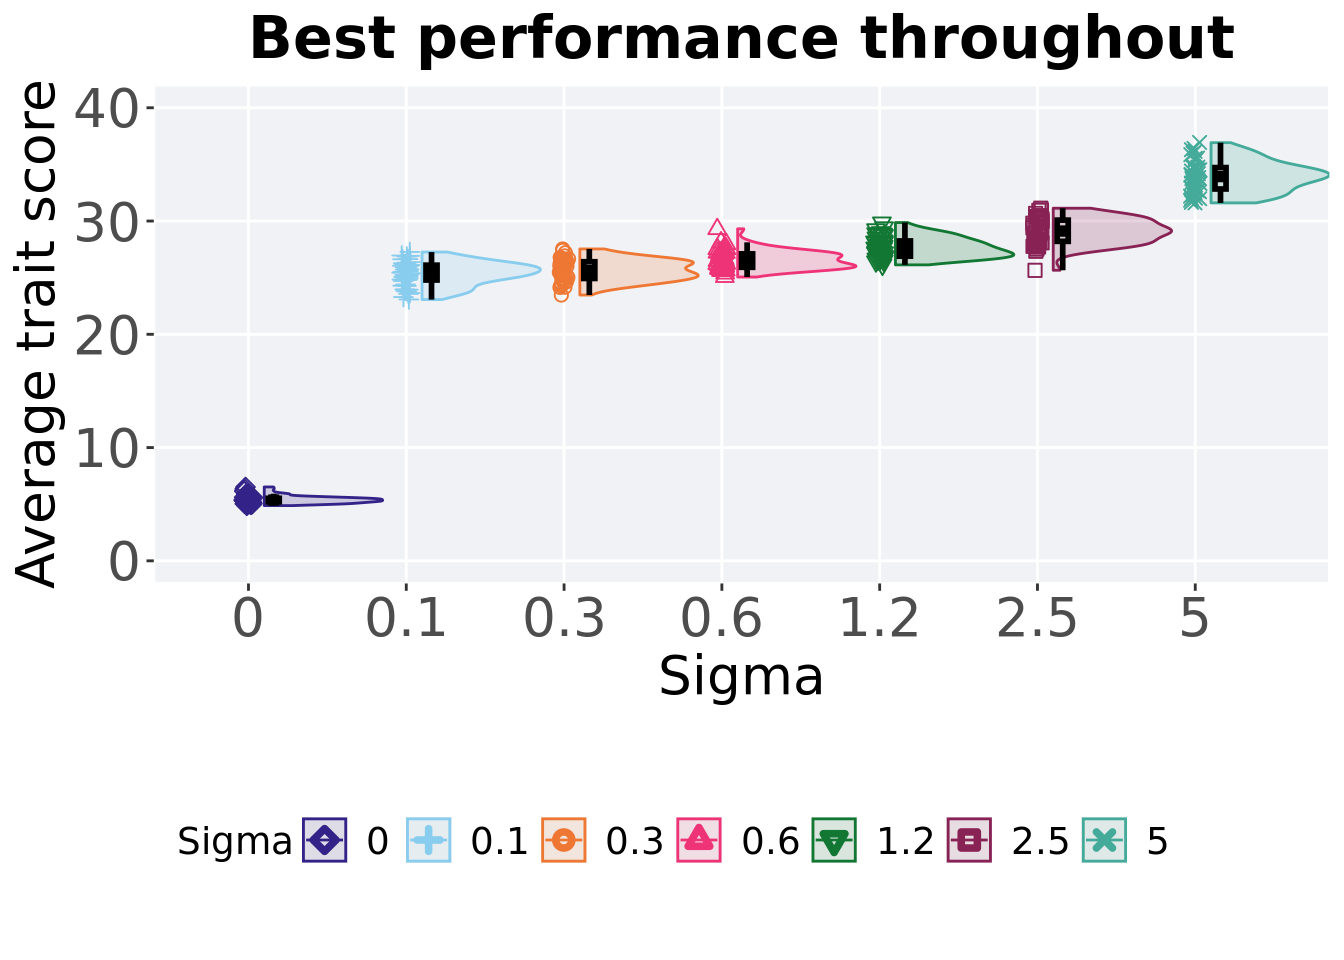 Best performance throughout
Average trait score
40
30
20
10
0
0 0.1 0.3 0.6 1.2 2.5 5
Sigma
Sigma 0 0.1 0.3 0.6 1.2 2.5 5